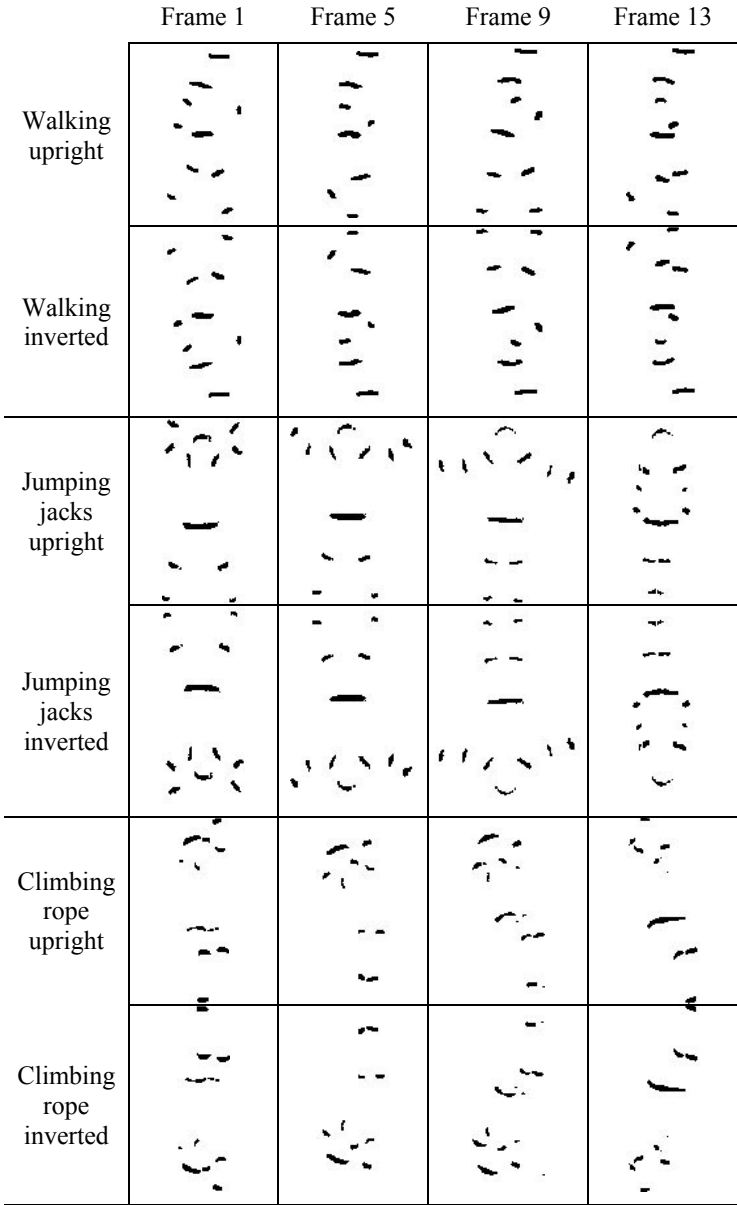 Frame 1 Frame 5 Frame 9 Frame 13
Walking
upright
Walking
inverted
Jumping
jacks
upright
Jumping
jacks
inverted
Climbing
rope
upright
Climbing
rope
inverted